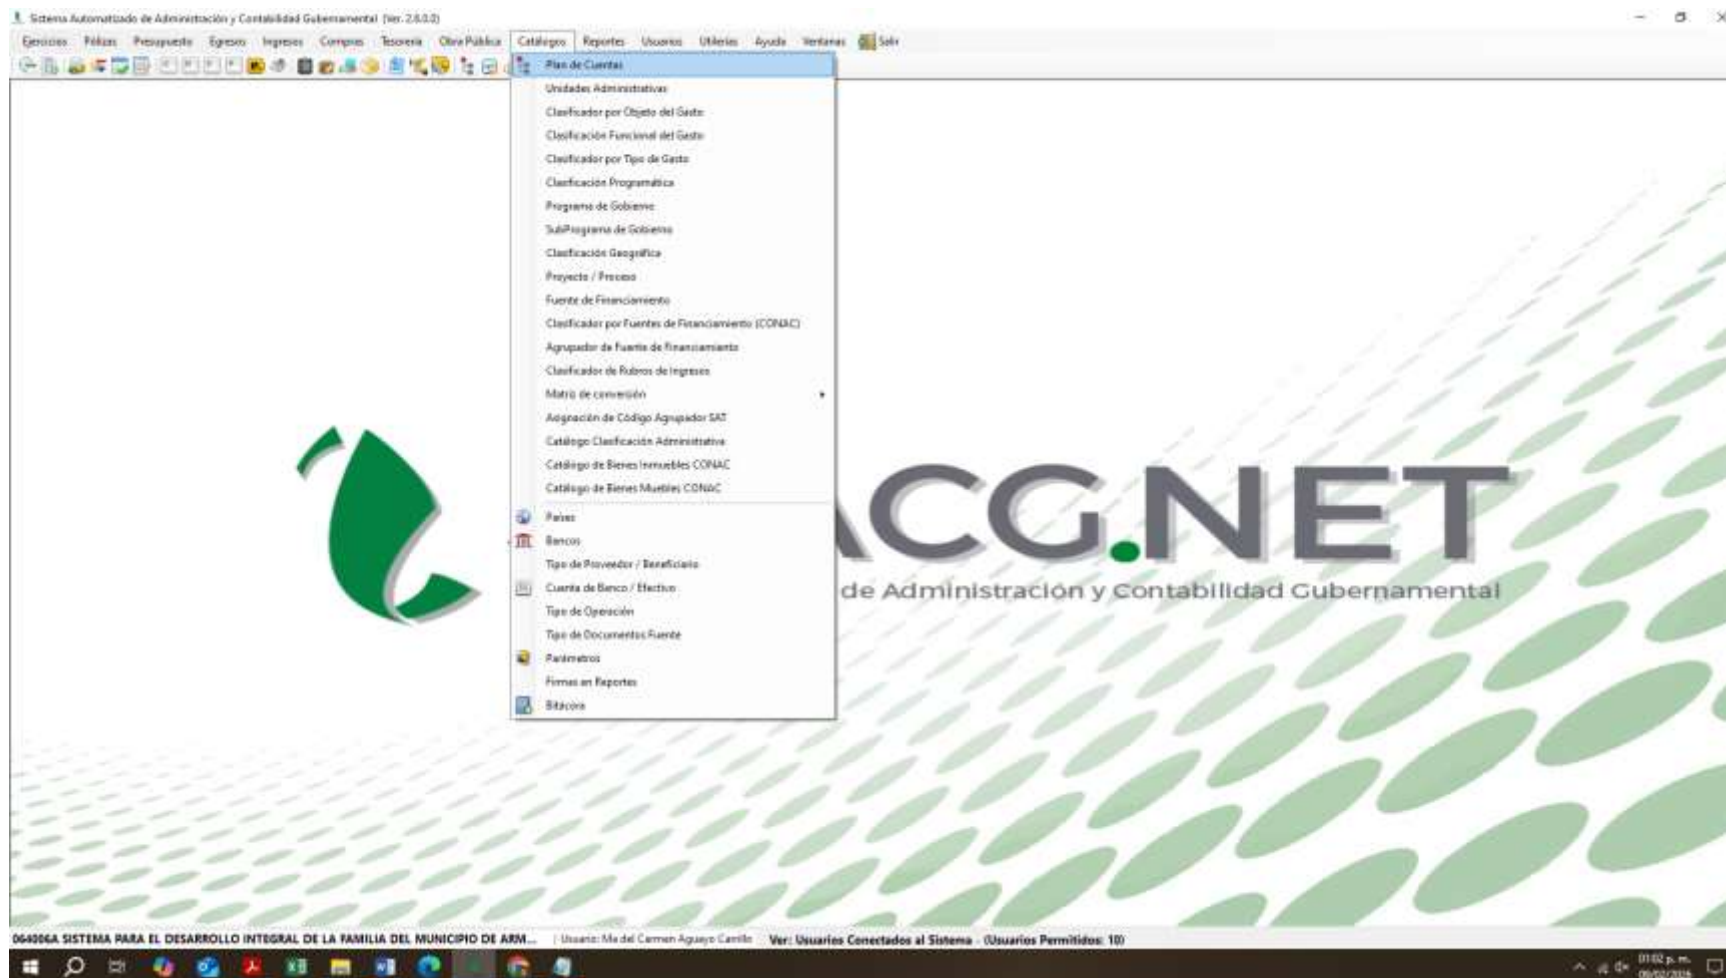 Sistema Automatizado de Administración y Contabilidad Gubernamental (Ver. 2.6.0.0)
Ejercicios Pólizas Presupuesto Egresos Ingresos Compras Tesorería Obra Pública Catálogos Reportes Usuarios Utilerías Ayuda Ventanas Salir
Plan de Cuentas
Unidades Administrativas
Clasificador por Objeto del Gasto
Clasificación Funcional del Gasto
Clasificador por Tipo de Gasto
Clasificación Programática
Programa de Gobierno
SubPrograma de Gobierno
Clasificación Geográfica
Proyecto / Proceso
Fuente de Financiamiento
Clasificador por Fuentes de Financiamiento (CONAC)
Agrupador de Fuente de Financiamiento
Clasificador de Rubros de Ingresos
Matriz de conversión
Asignación de Código Agrupador SAT
Catálogo Clasificación Administrativa
Catálogo de Bienes Inmuebles CONAC
Catálogo de Bienes Muebles CONAC
Países
Bancos
Tipo de Proveedor / Beneficiario
Cuenta de Banco / Efectivo
Tipo de Operación
Tipo de Documentos Fuente
Parámetros
Firmas en Reportes
Bitácora
ACG.NET
de Administración y Contabilidad Gubernamental
064006A SISTEMA PARA EL DESARROLLO INTEGRAL DE LA FAMILIA DEL MUNICIPIO DE ARM... Usuario: Ma del Carmen Aguayo Carrillo Ver: Usuarios Conectados al Sistema - (Usuarios Permitidos: 10)
01:02 p. m.